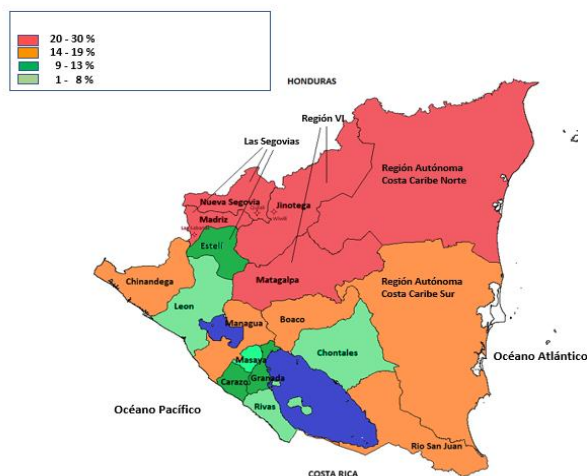 20 - 30 %
14 - 19 %
9 - 13 %
1 - 8 %
HONDURAS
Región VI
Las Segovias
Región Autónoma
Costa Caribe Norte
Nueva Segovia
Jinotega
Madriz
Estelí
Chinandega
Matagalpa
Región Autónoma
Costa Caribe Sur
Leon
Managua
Boaco
Océano Atlántico
Masaya
Chontales
Granada
Carazo
Océano Pacífico
Rivas
Rio San Juan
COSTA RICA